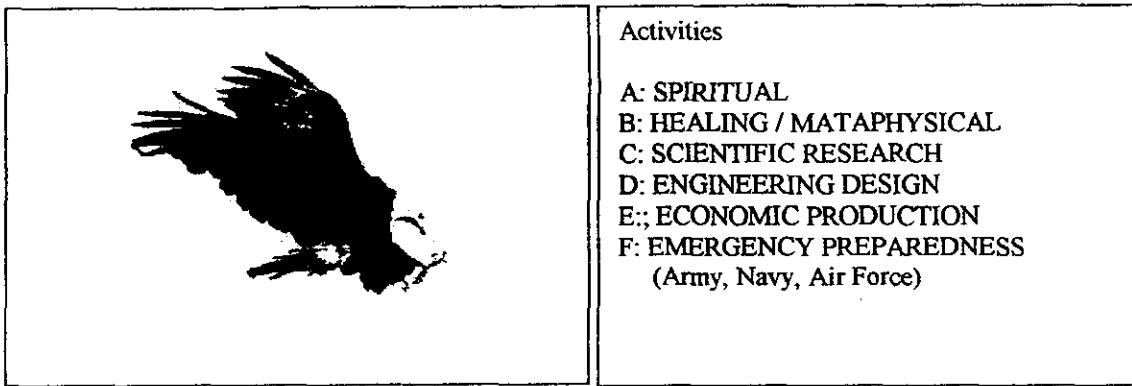 Activities
A: SPIRITUAL
B: HEALING / MATAPHYSICAL
C: SCIENTIFIC RESEARCH
D: ENGINEERING DESIGN
E:; ECONOMIC PRODUCTION
F: EMERGENCY PREPAREDNESS
(Army, Navy, Air Force)